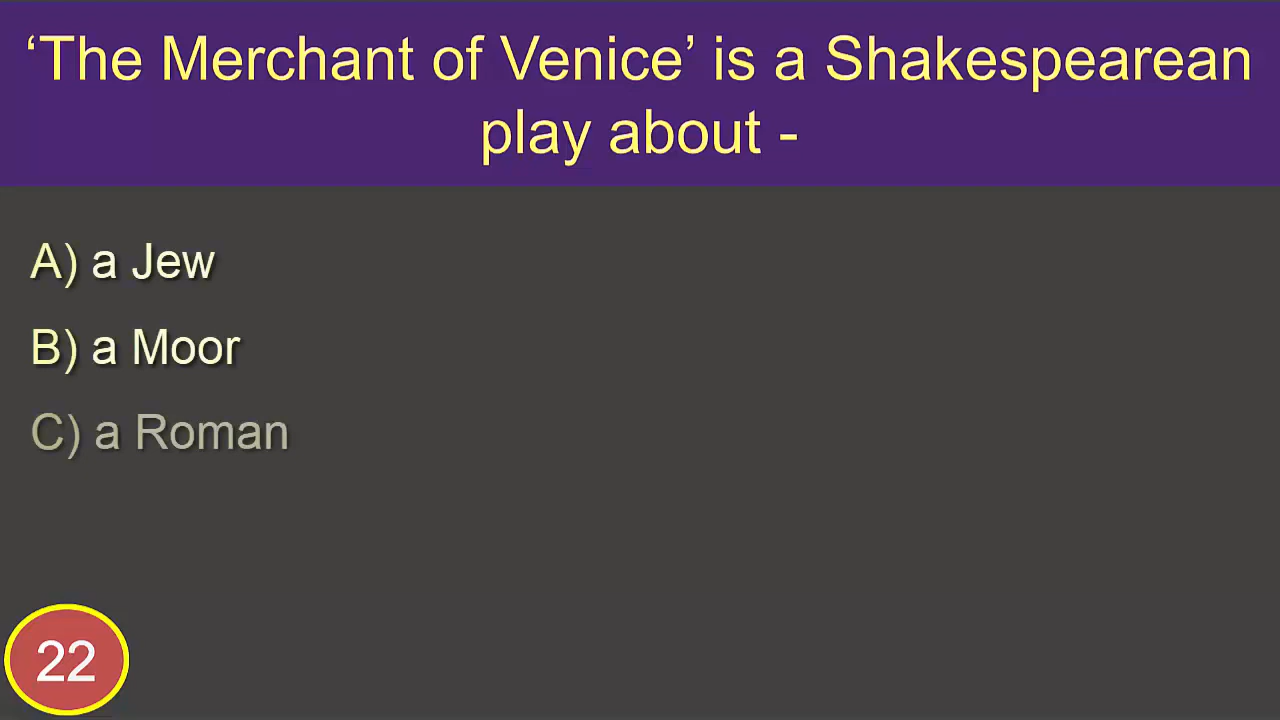 ‘The Merchant of Venice’ is a Shakespearean
play about -
A) a Jew
B) a Moor
C) a Roman
22